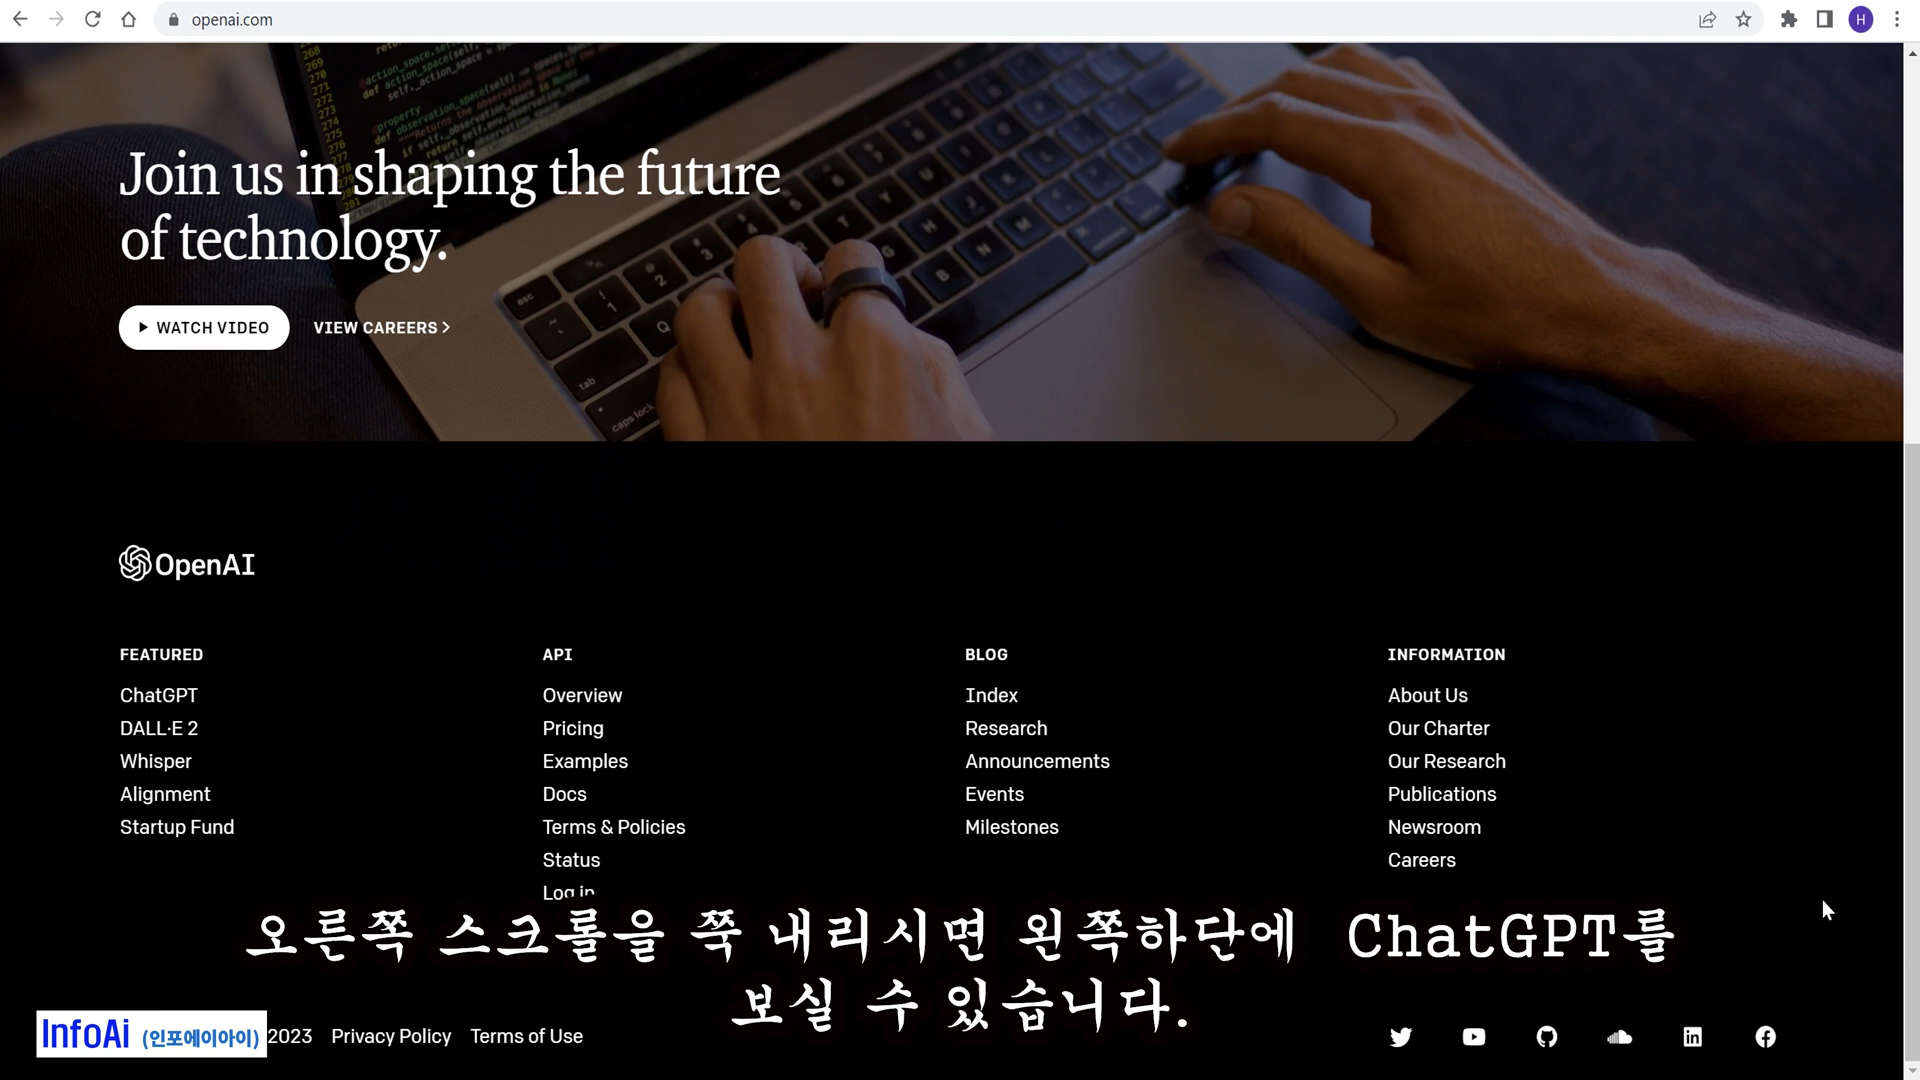 openai.com
H
Join us in shaping the future
of technology.
WATCH VIDEO
VIEW CAREERS
OpenAI
FEATURED
ChatGPT
DALL·E 2
Whisper
Alignment
Startup Fund
API
Overview
Pricing
Examples
Docs
Terms & Policies
Status
Log in
BLOG
Index
Research
Announcements
Events
Milestones
INFORMATION
About Us
Our Charter
Our Research
Publications
Newsroom
Careers
오른쪽 스크롤을 쭉 내리시면 왼쪽하단에 ChatGPT를
보실 수 있습니다.
InfoAi (인포에이아이)
2023 Privacy Policy Terms of Use